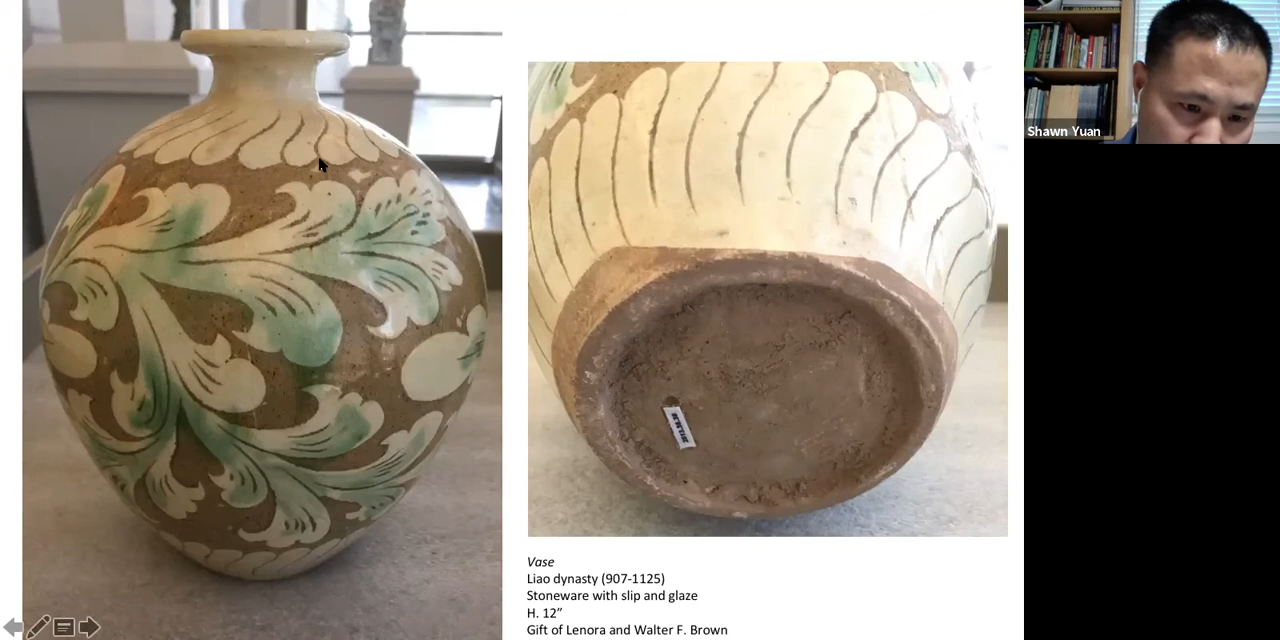 Shawn Yuan
Vase
Liao dynasty (907-1125)
Stoneware with slip and glaze
H. 12”
Gift of Lenora and Walter F. Brown